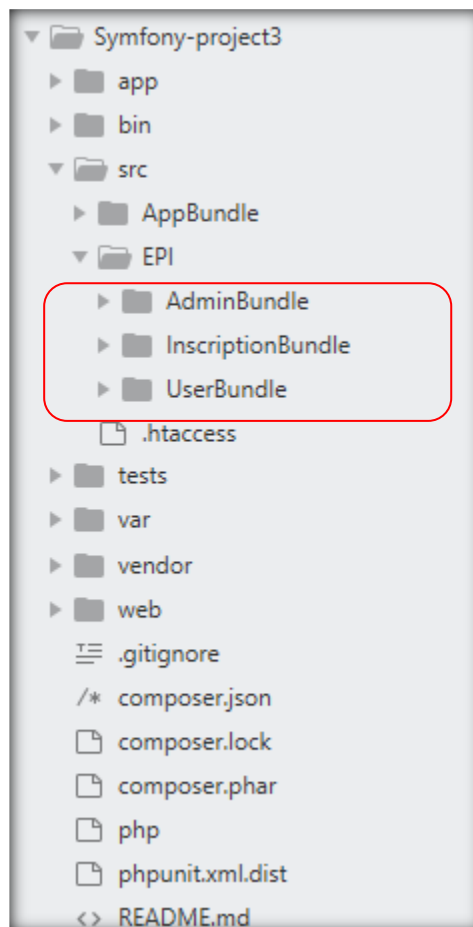 Symfony-project3
app
bin
src
AppBundle
EPI
AdminBundle
InscriptionBundle
UserBundle
.htaccess
tests
var
vendor
web
.gitignore
/* composer.json
composer.lock
composer.phar
php
phpunit.xml.dist
<> README.md